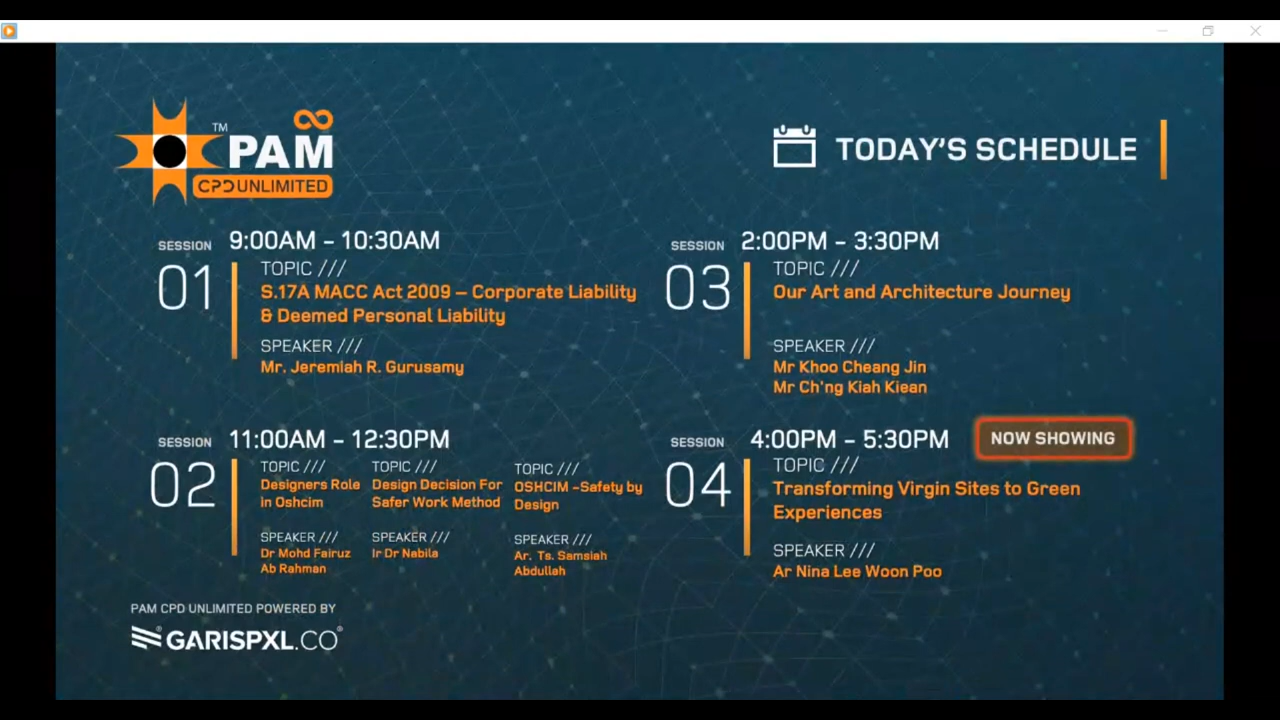 PAM™
CPD UNLIMITED
TODAY'S SCHEDULE
SESSION 9:00AM – 10:30AM
01
TOPIC ///
S.17A MACC Act 2009 – Corporate Liability
& Deemed Personal Liability
SPEAKER ///
Mr. Jeremiah R. Gurusamy
SESSION 11:00AM – 12:30PM
02
TOPIC ///
Designers Role
in Oshcim
SPEAKER ///
Dr Mohd Fairuz
Ab Rahman
TOPIC ///
Design Decision For
Safer Work Method
SPEAKER ///
Ir Dr Nabila
TOPIC ///
OSHCIM –Safety by
Design
SPEAKER ///
Ar. Ts. Samsiah
Abdullah
SESSION 2:00PM – 3:30PM
03
TOPIC ///
Our Art and Architecture Journey
SPEAKER ///
Mr Khoo Cheang Jin
Mr Ch'ng Kiah Kiean
SESSION 4:00PM – 5:30PM NOW SHOWING
04
TOPIC ///
Transforming Virgin Sites to Green
Experiences
SPEAKER ///
Ar Nina Lee Woon Poo
PAM CPD UNLIMITED POWERED BY
GARISPXL.CO®